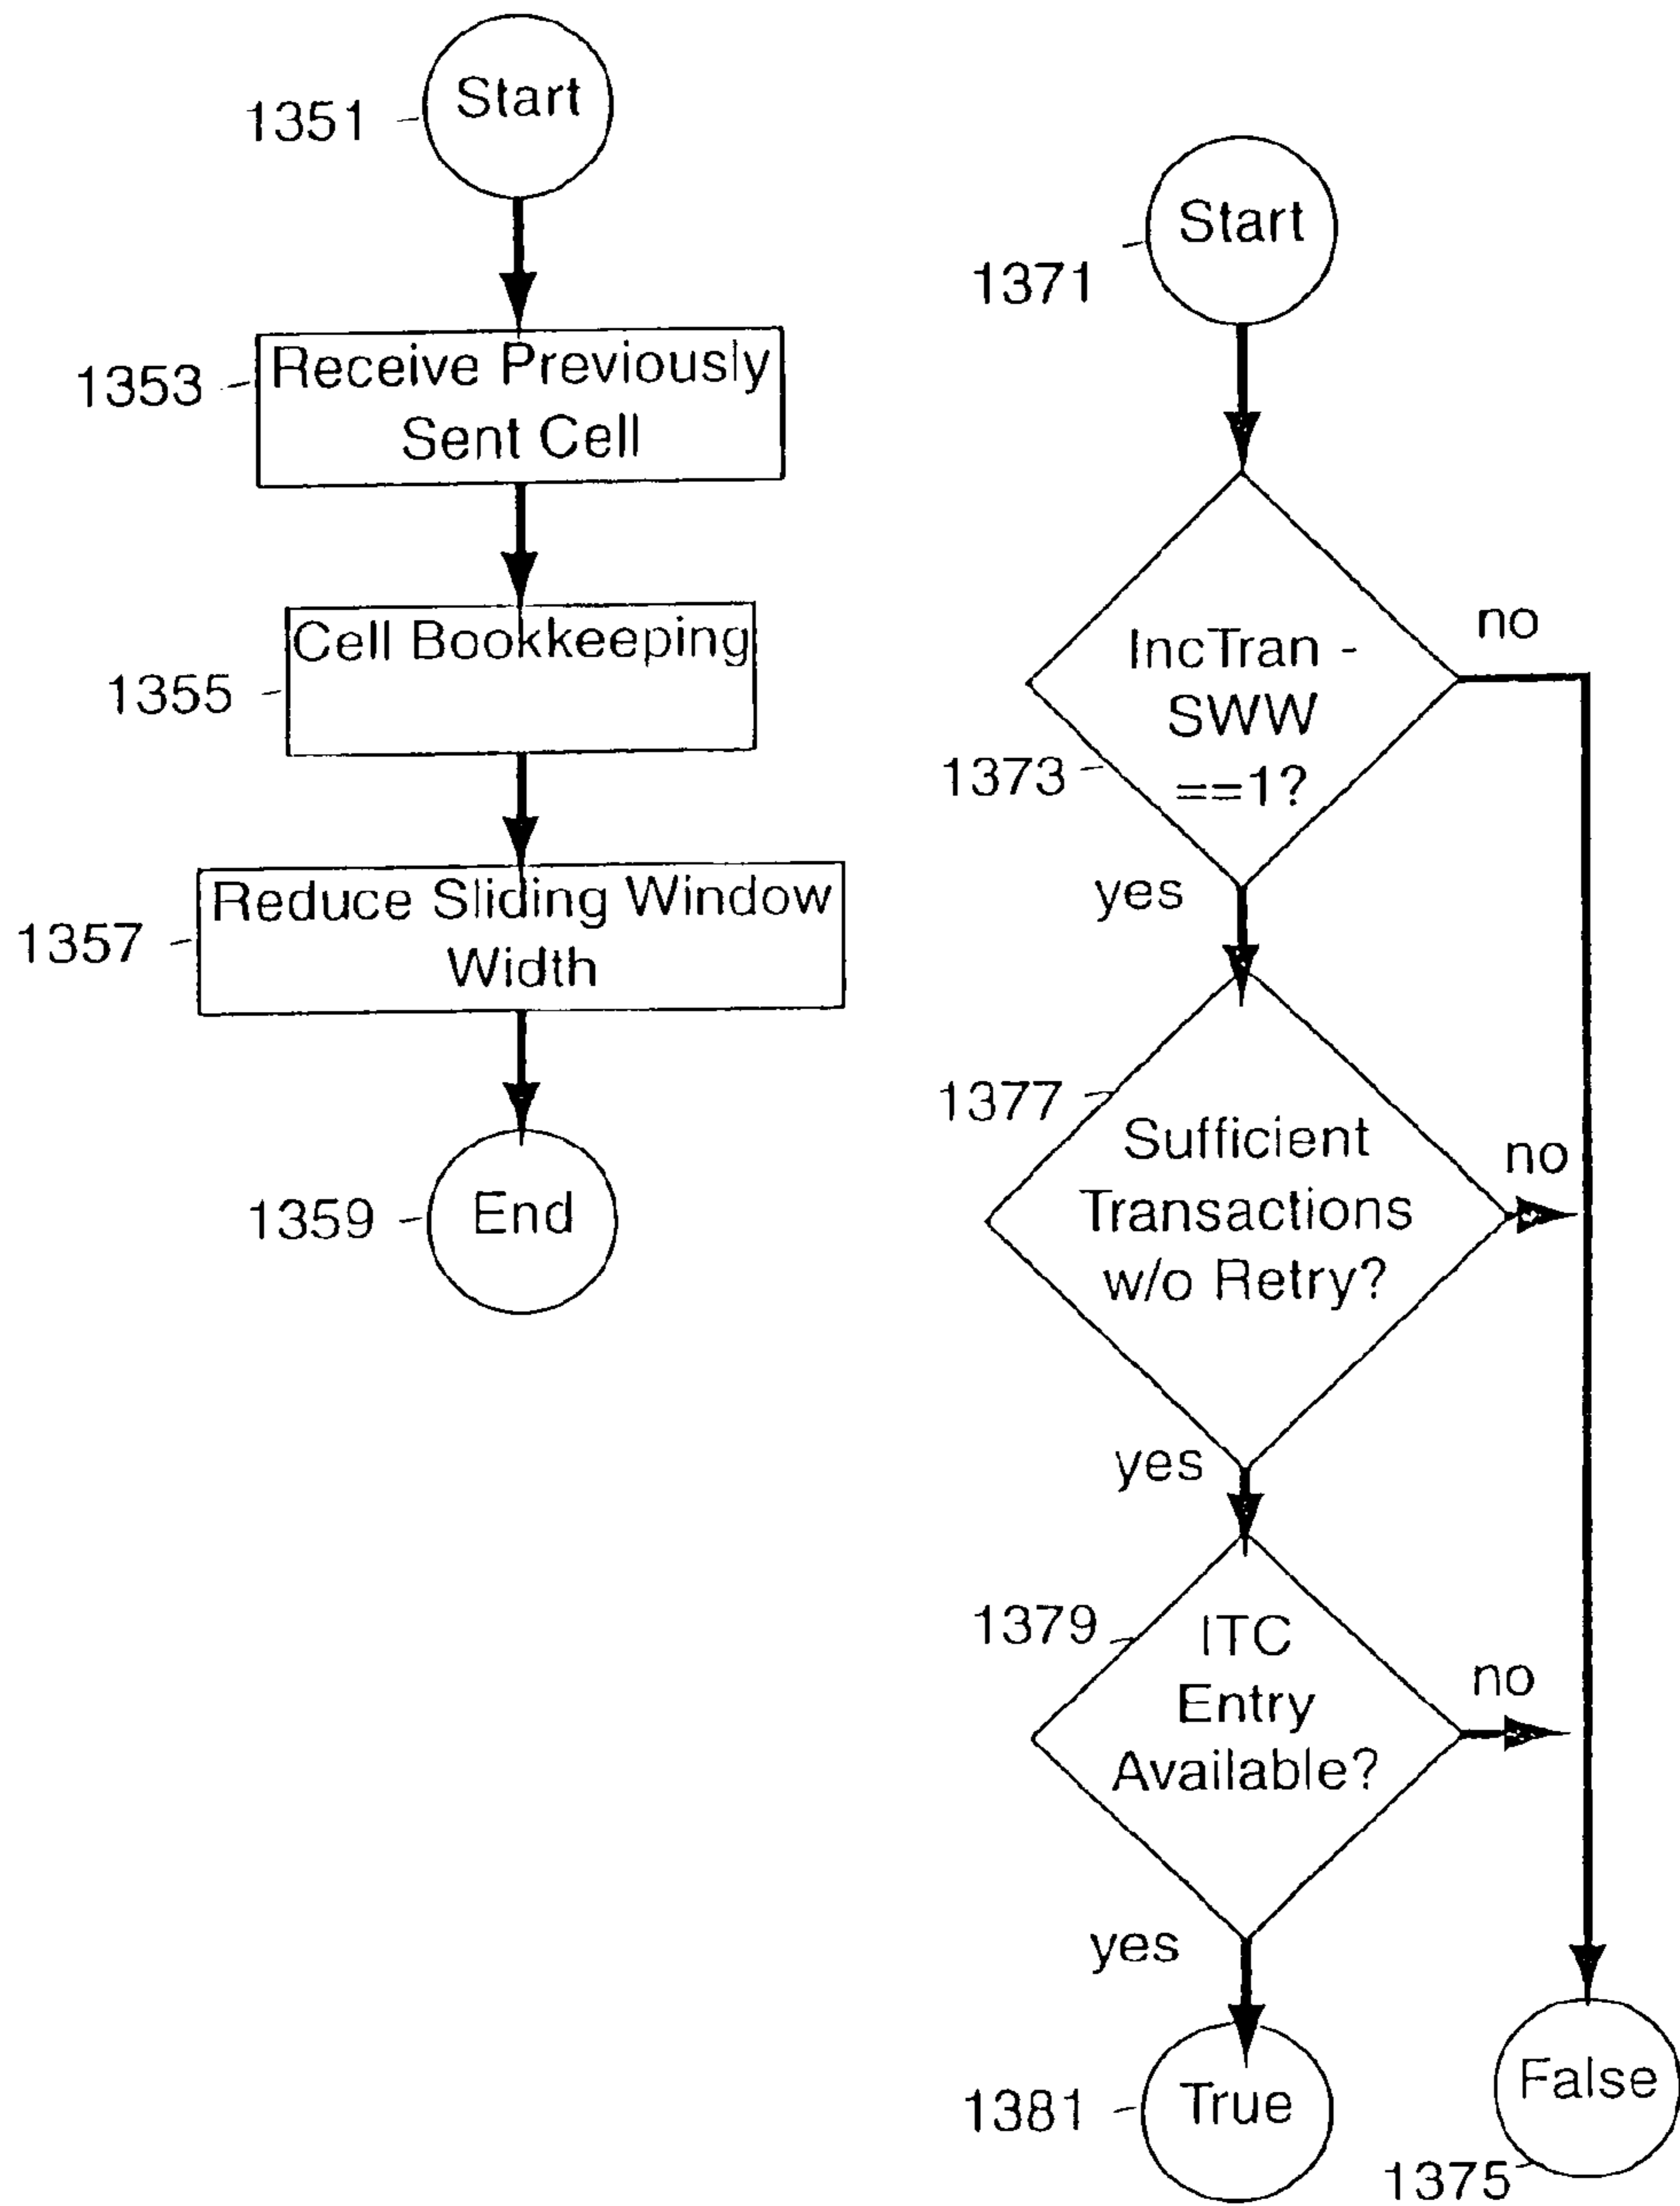 Start
1351
Receive Previously
Sent Cell
1353
Cell Bookkeeping
1355
Reduce Sliding Window
Width
1357
End
1359
Start
1371
IncTran -
SWW
==1?
1373
no
yes
1377
Sufficient
Transactions
w/o Retry?
no
yes
1379
ITC
Entry
Available?
no
yes
True
1381
False
1375